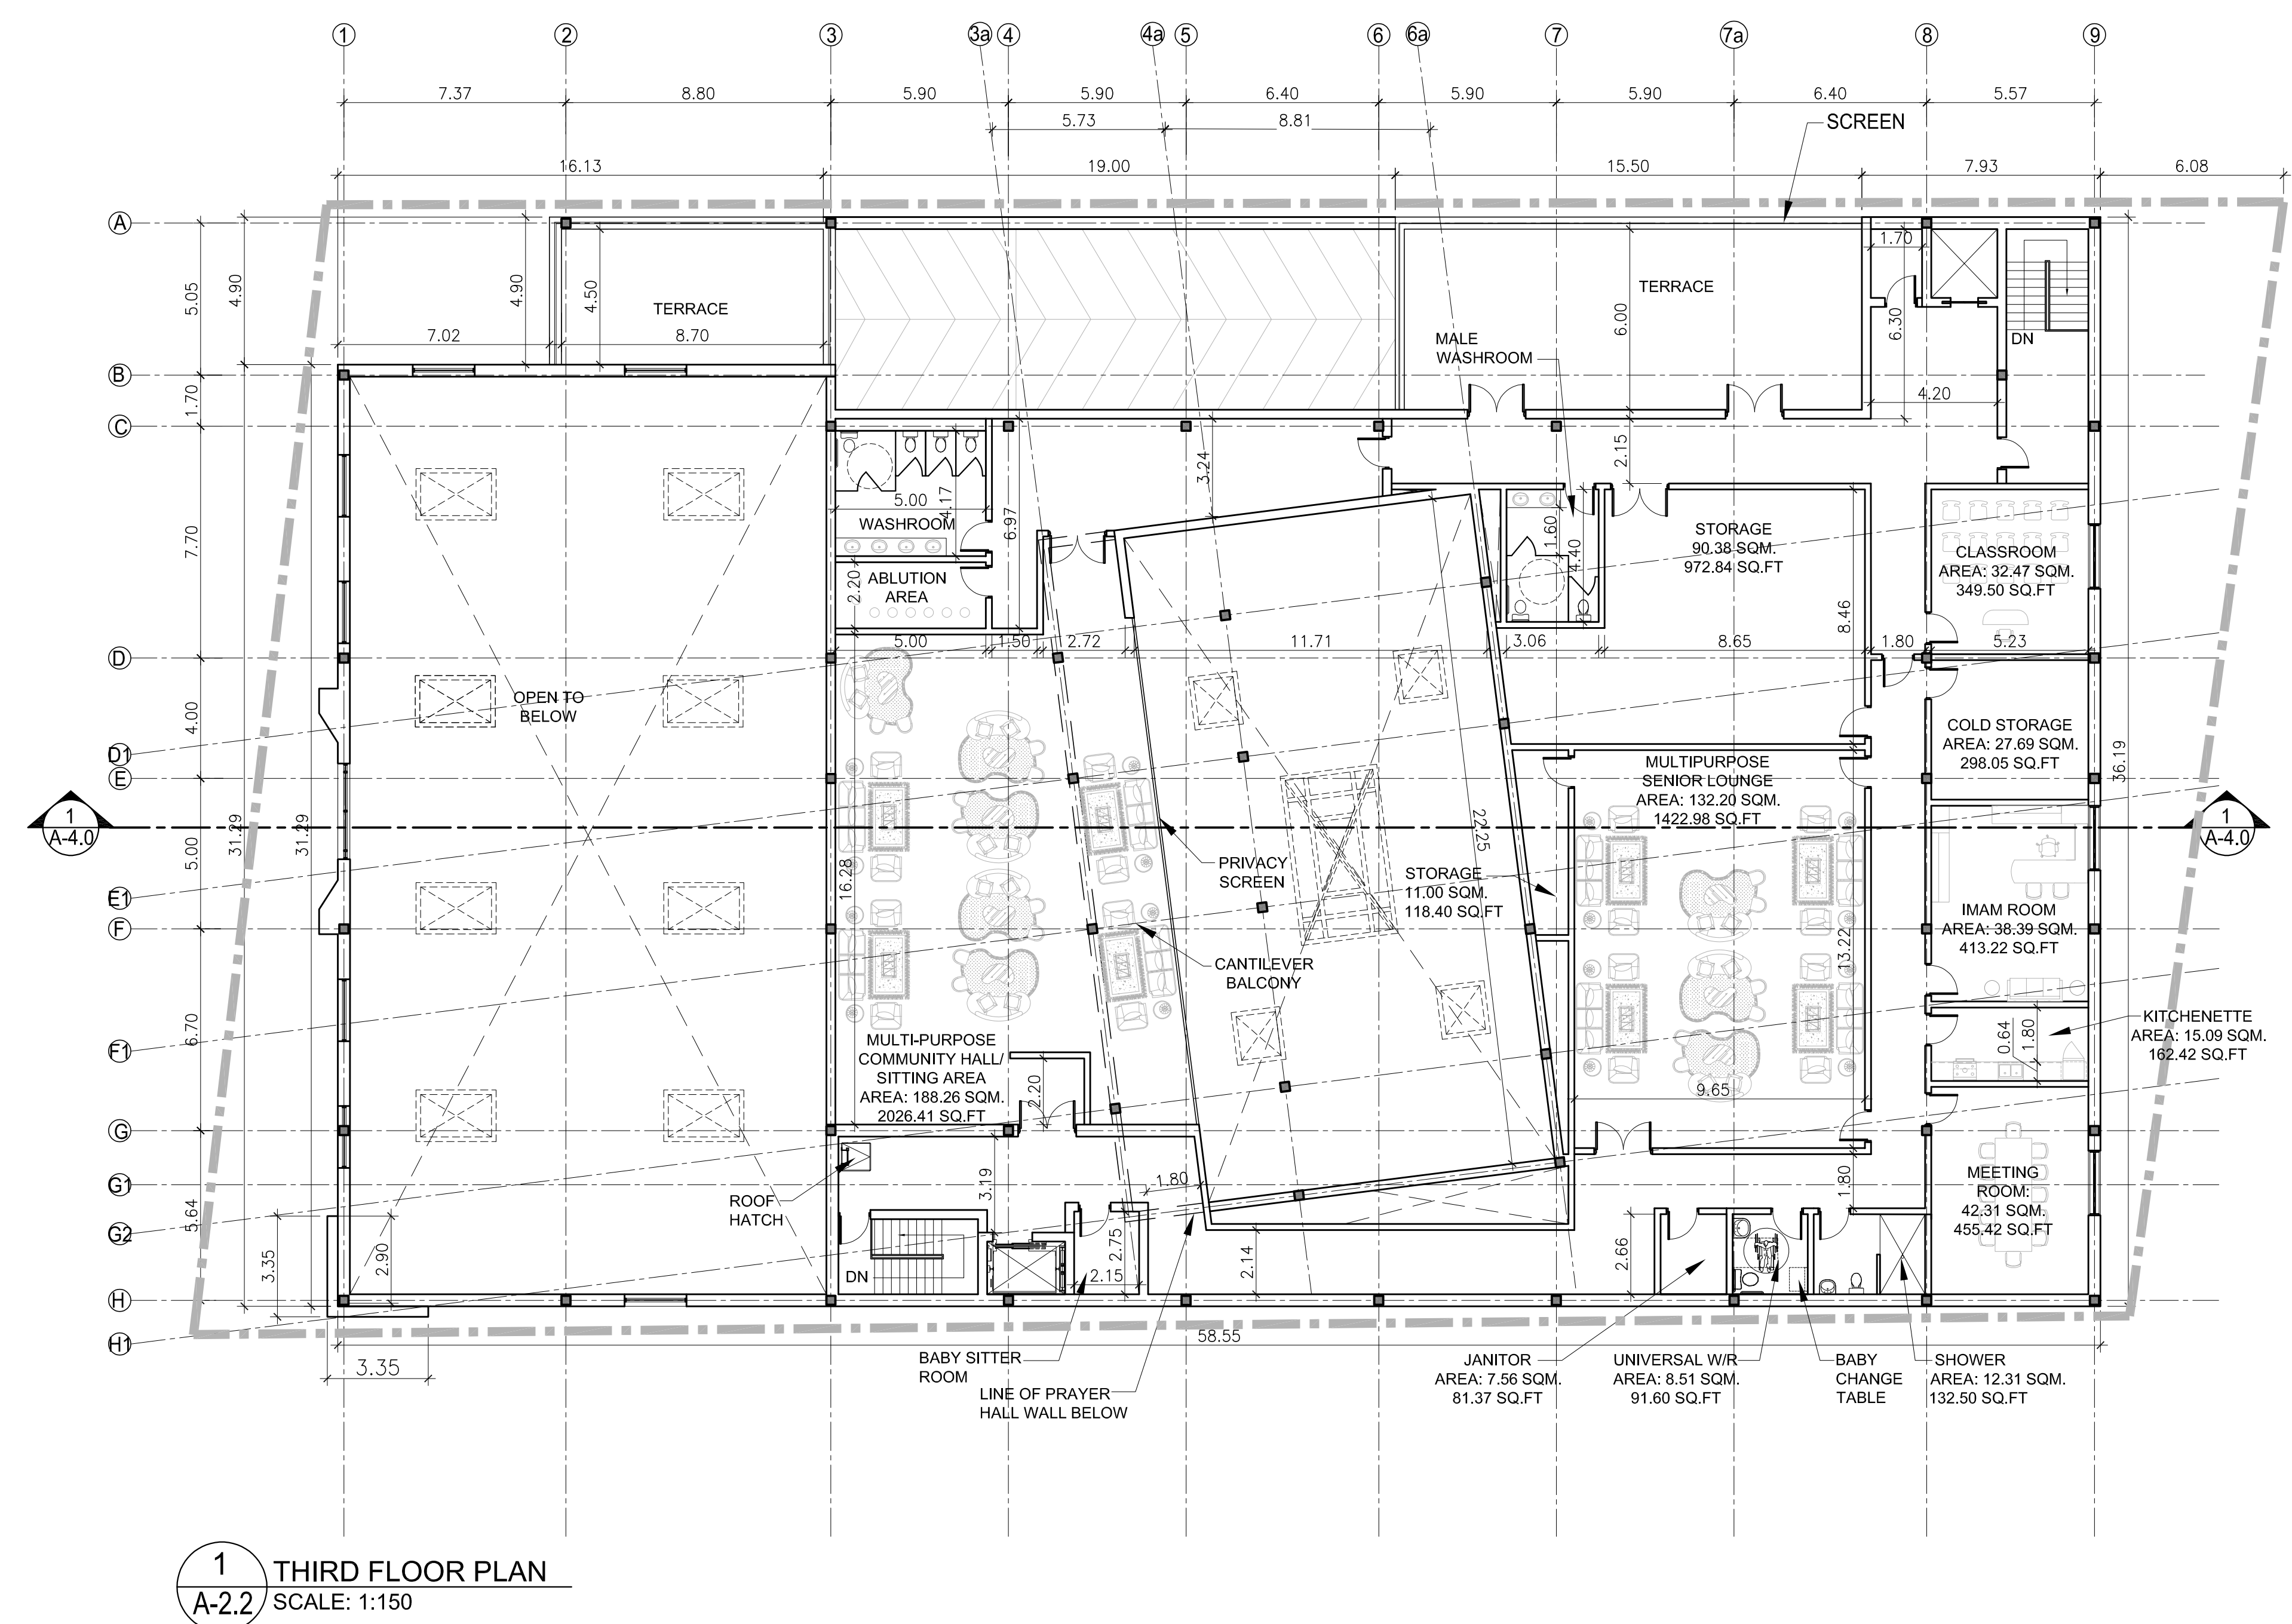 1
2
3
3a
4
4a
5
6
6a
7
7a
8
9
7.37
8.80
5.90
5.90
6.40
5.90
5.90
6.40
5.57
5.73
8.81
SCREEN
16.13
19.00
15.50
7.93
6.08
A
B
C
D
D1
E
E1
F
F1
G
G1
G2
H
H1
5.05
1.70
7.70
4.00
5.00
6.70
5.64
4.90
31.29
31.29
4.90
4.50
TERRACE
7.02
8.70
TERRACE
6.00
1.70
6.30
4.20
DN
MALE
WASHROOM
2.15
3.24
5.00
4.17
WASHROOM
6.97
ABLUTION
AREA
2.20
5.00
1.50
2.72
11.71
3.06
8.65
1.80
5.23
1.60
4.40
STORAGE
90.38 SQM.
972.84 SQ.FT
8.46
CLASSROOM
AREA: 32.47 SQM.
349.50 SQ.FT
OPEN TO
BELOW
COLD STORAGE
AREA: 27.69 SQM.
298.05 SQ.FT
36.19
MULTIPURPOSE
SENIOR LOUNGE
AREA: 132.20 SQM.
1422.98 SQ.FT
1
A-4.0
1
A-4.0
16.28
22.25
PRIVACY
SCREEN
STORAGE
11.00 SQM.
118.40 SQ.FT
IMAM ROOM
AREA: 38.39 SQM.
413.22 SQ.FT
13.22
CANTILEVER
BALCONY
MULTI-PURPOSE
COMMUNITY HALL/
SITTING AREA
AREA: 188.26 SQM.
2026.41 SQ.FT
2.20
9.65
0.64
1.80
KITCHENETTE
AREA: 15.09 SQM.
162.42 SQ.FT
ROOF
HATCH
3.19
1.80
1.80
MEETING
ROOM:
42.31 SQM.
455.42 SQ.FT
3.35
2.90
DN
2.75
2.15
2.14
2.66
58.55
3.35
BABY SITTER
ROOM
LINE OF PRAYER
HALL WALL BELOW
JANITOR
AREA: 7.56 SQM.
81.37 SQ.FT
UNIVERSAL W/R
AREA: 8.51 SQM.
91.60 SQ.FT
BABY
CHANGE
TABLE
SHOWER
AREA: 12.31 SQM.
132.50 SQ.FT
1
A-2.2
THIRD FLOOR PLAN
SCALE: 1:150